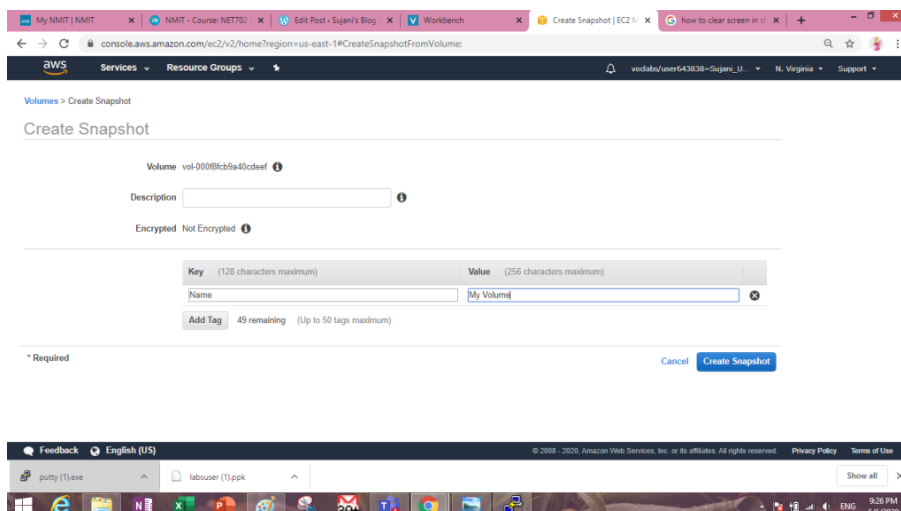 My NMIT | NMIT
NMIT - Course: NET702
Edit Post ‹ Sujani's Blog
Workbench
Create Snapshot | EC2 M
how to clear screen in s
console.aws.amazon.com/ec2/v2/home?region=us-east-1#CreateSnapshotFromVolume:
aws
Services
Resource Groups
voclabs/user643838=Sujani_U...
N. Virginia
Support
Volumes > Create Snapshot
Create Snapshot
Volume vol-000f8fcb9a40cdeef
Description
Encrypted Not Encrypted
Key (128 characters maximum) Value (256 characters maximum)
Name My Volume
Add Tag 49 remaining (Up to 50 tags maximum)
* Required
Cancel Create Snapshot
Feedback English (US) © 2008 - 2020, Amazon Web Services, Inc. or its affiliates. All rights reserved. Privacy Policy Terms of Use
putty (1).exe labsuser (1).ppk Show all
ENG 9:26 PM